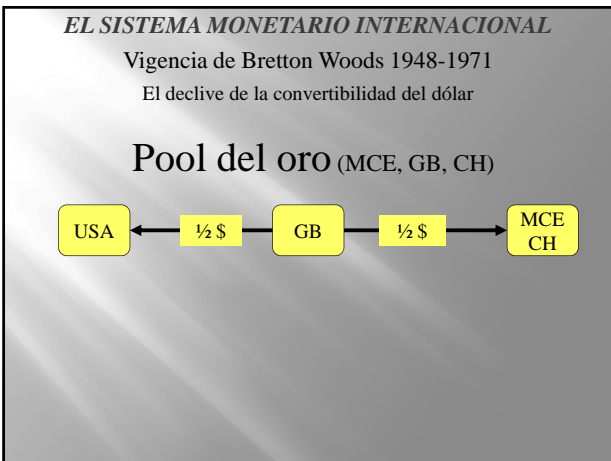 EL SISTEMA MONETARIO INTERNACIONAL
Vigencia de Bretton Woods 1948-1971
El declive de la convertibilidad del dólar
Pool del oro (MCE, GB, CH)
USA
½ $
GB
½ $
MCE
CH